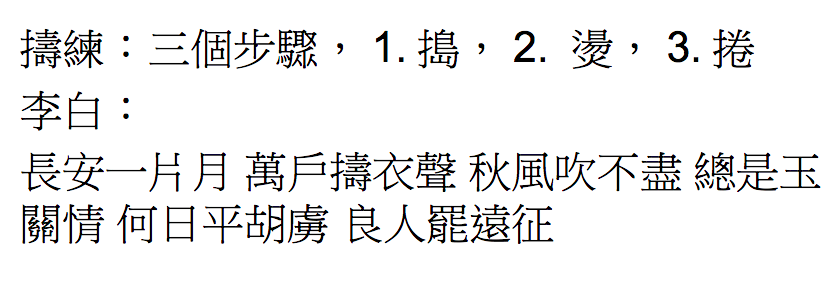 擣練：三個步驟， 1. 搗， 2. 燙， 3. 捲
李白：
長安一片月 萬戶擣衣聲 秋風吹不盡 總是玉
關情 何日平胡虜 良人罷遠征